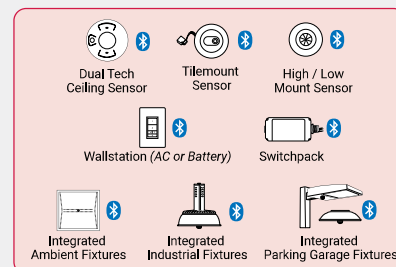 Dual Tech
Ceiling Sensor
Tilemount
Sensor
High / Low
Mount Sensor
Wallstation (AC or Battery)
Switchpack
Integrated
Ambient Fixtures
Integrated
Industrial Fixtures
Integrated
Parking Garage Fixtures